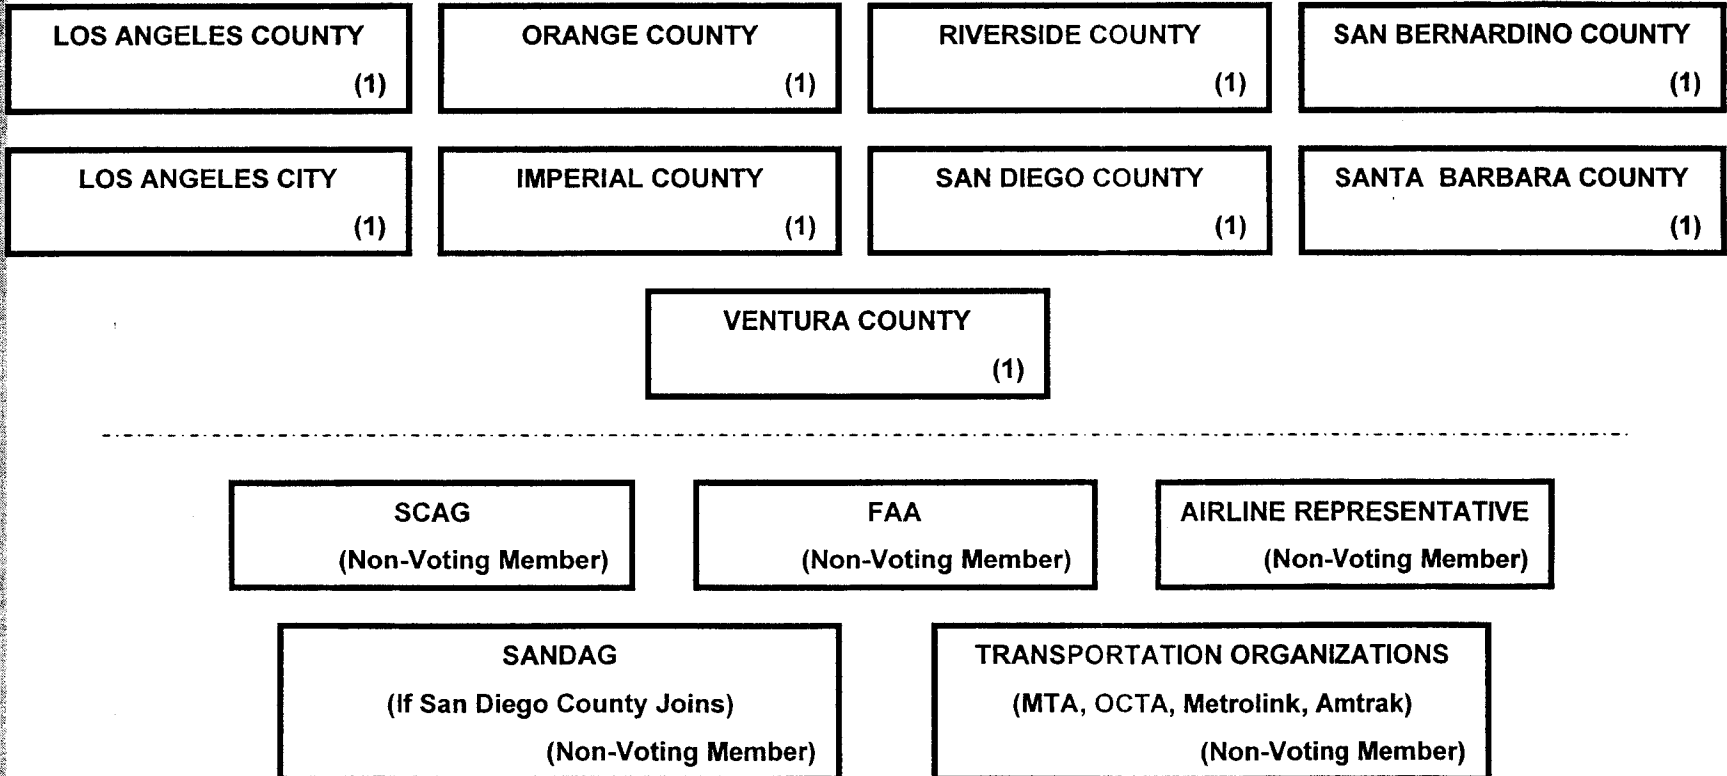 LOS ANGELES COUNTY
(1)
ORANGE COUNTY
(1)
RIVERSIDE COUNTY
(1)
SAN BERNARDINO COUNTY
(1)
LOS ANGELES CITY
(1)
IMPERIAL COUNTY
(1)
SAN DIEGO COUNTY
(1)
SANTA BARBARA COUNTY
(1)
VENTURA COUNTY
(1)
SCAG
(Non-Voting Member)
FAA
(Non-Voting Member)
AIRLINE REPRESENTATIVE
(Non-Voting Member)
SANDAG
(If San Diego County Joins)
(Non-Voting Member)
TRANSPORTATION ORGANIZATIONS
(MTA, OCTA, Metrolink, Amtrak)
(Non-Voting Member)